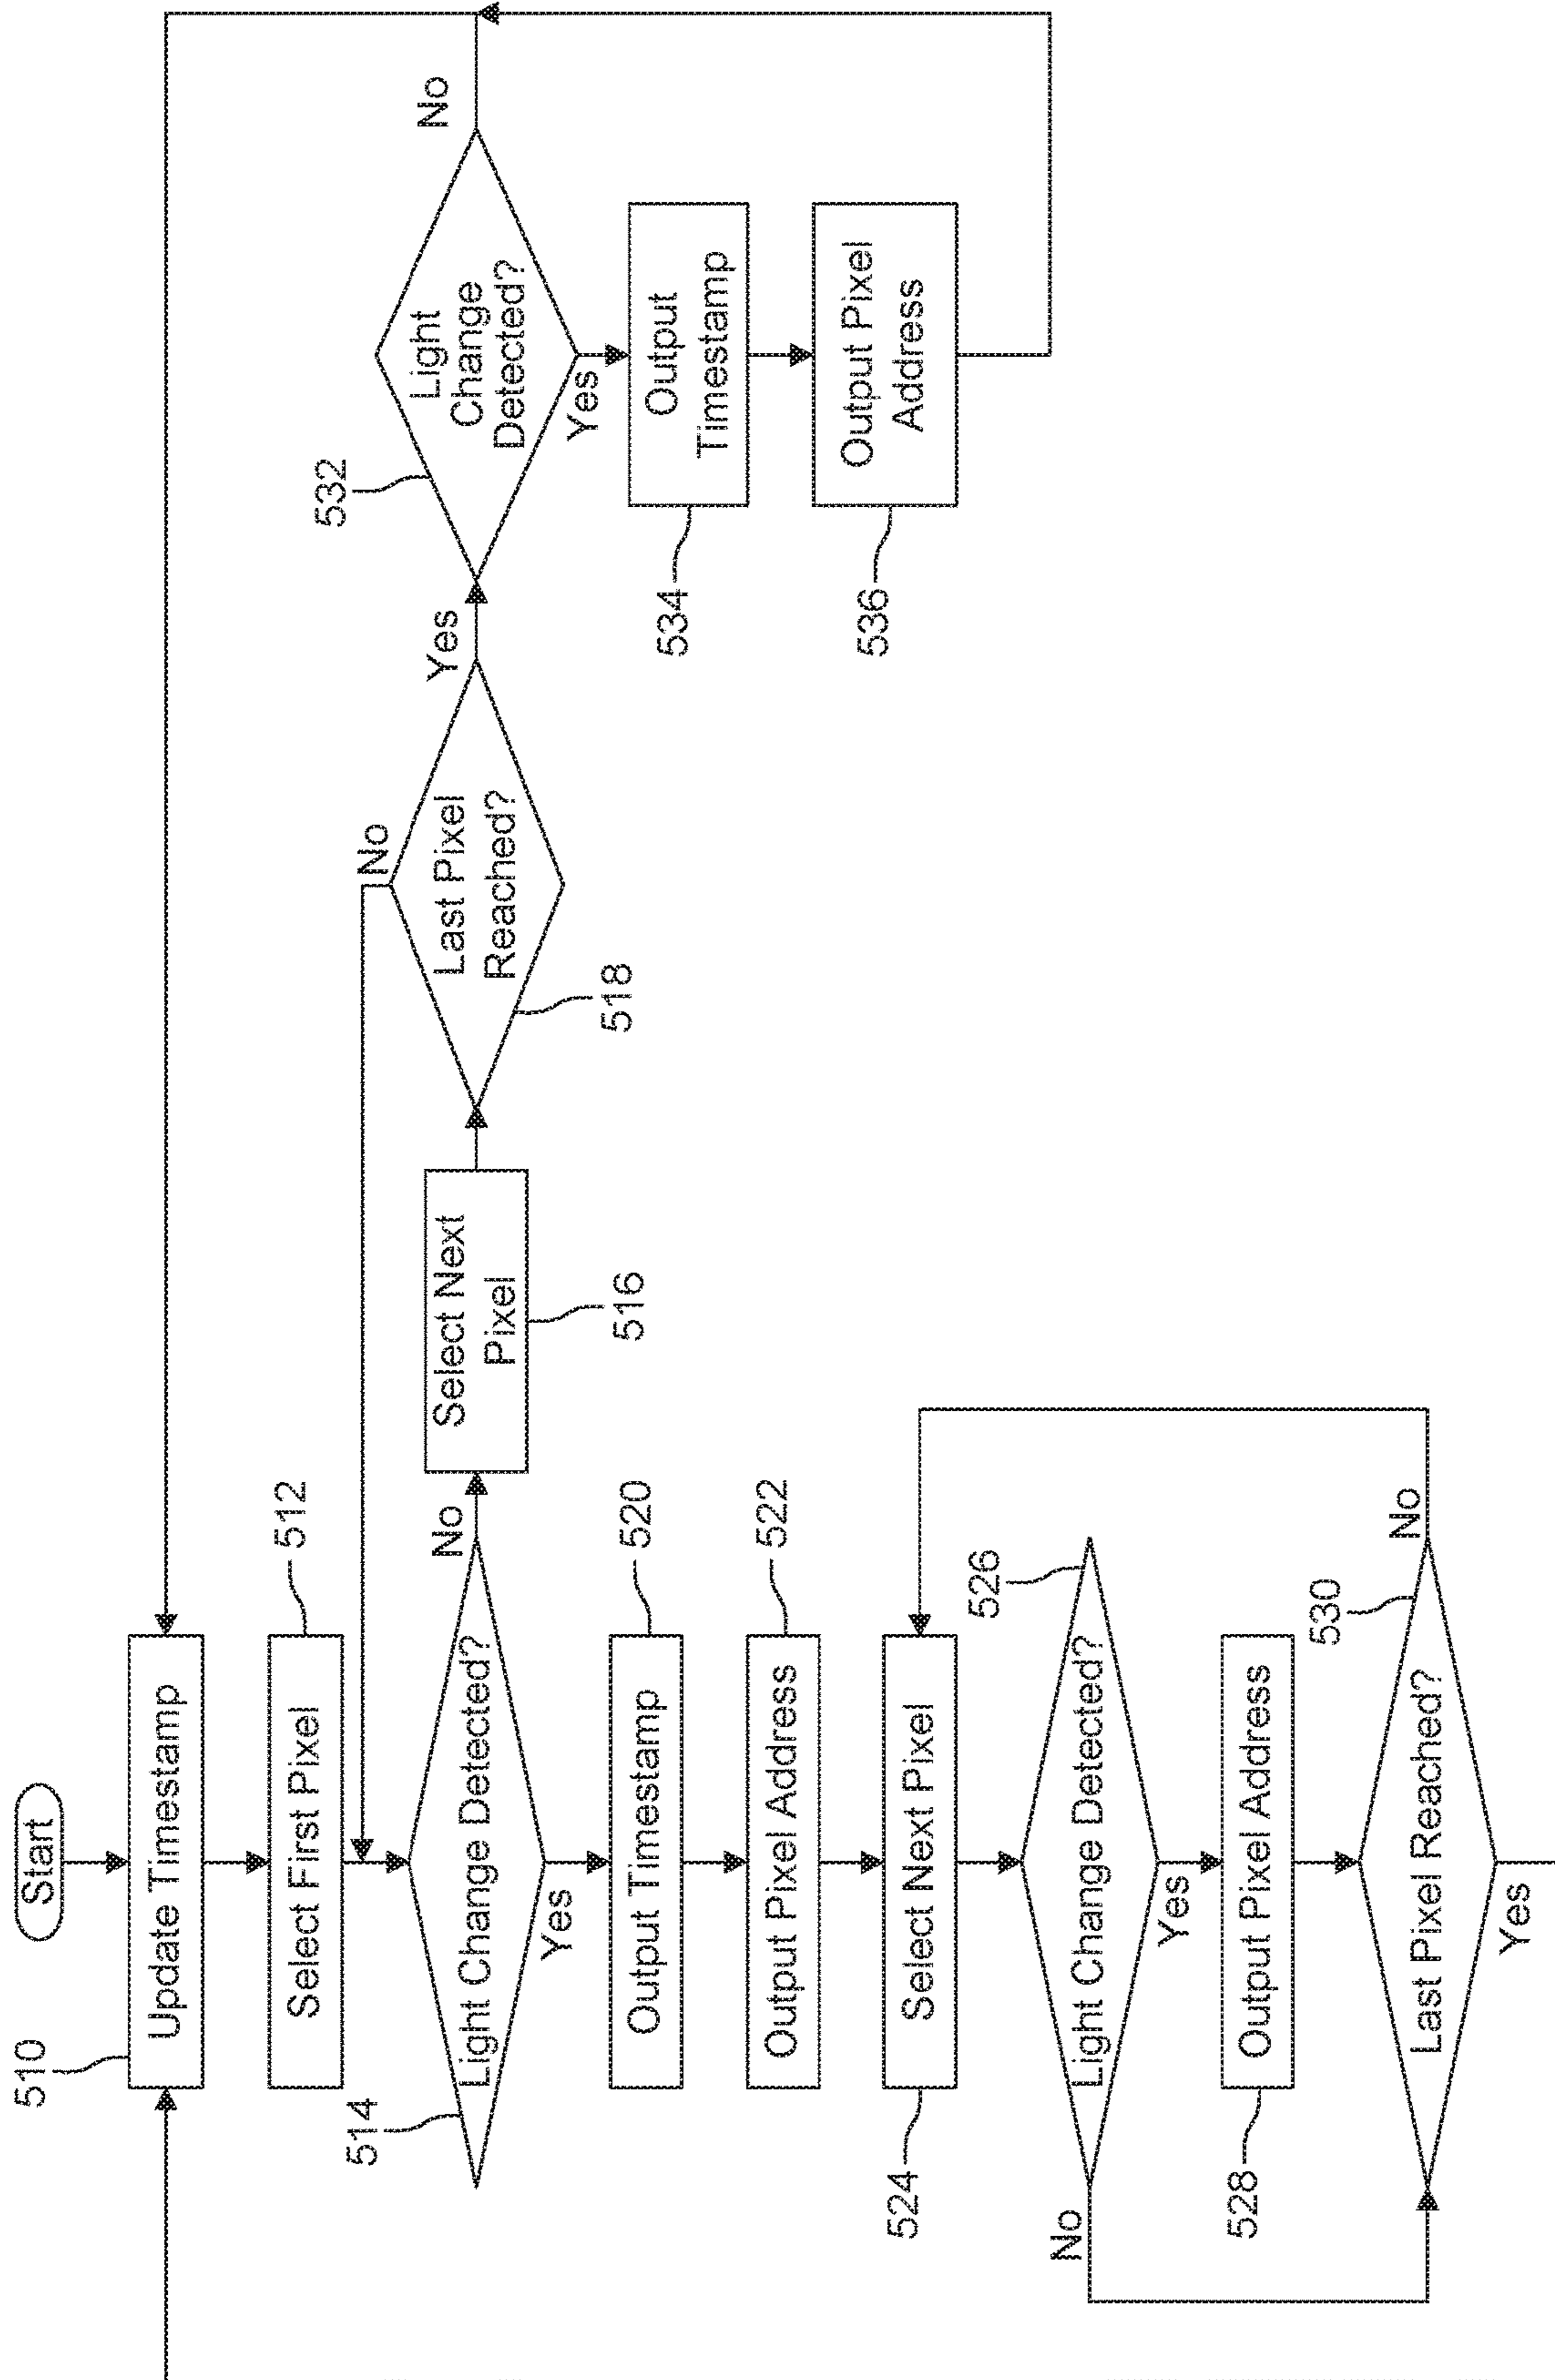 Start
510
Update Timestamp
Select First Pixel
512
514
Light Change Detected?
No
Yes
Select Next
Pixel
516
Last Pixel
Reached?
518
No
Yes
532
Light
Change
Detected?
No
Yes
Output
Timestamp
534
Output Pixel
Address
536
Output Timestamp
520
Output Pixel Address
522
Select Next Pixel
524
Light Change Detected?
526
No
Yes
Output Pixel Address
528
530
Last Pixel Reached?
No
Yes